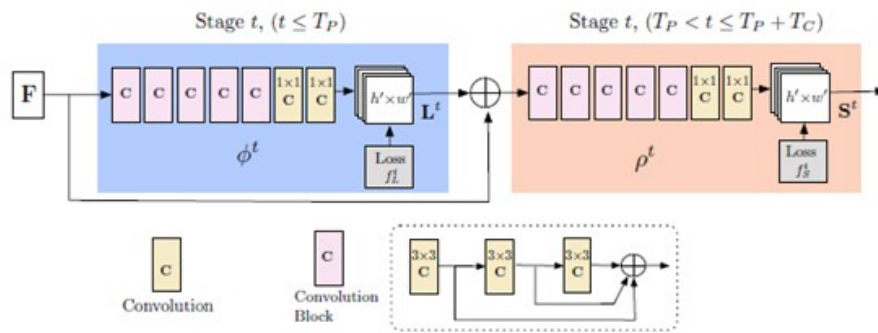 Stage t, (t ≤ T_P)
Stage t, (T_P < t ≤ T_P + T_C)
F
C C C C C 1×1 C 1×1 C
h′ × w′
L^t
Loss
f_L^t
ϕ^t
C C C C C 1×1 C 1×1 C
h′ × w′
S^t
Loss
f_S^t
ρ^t
C
Convolution
C
Convolution
Block
3×3 C 3×3 C 3×3 C